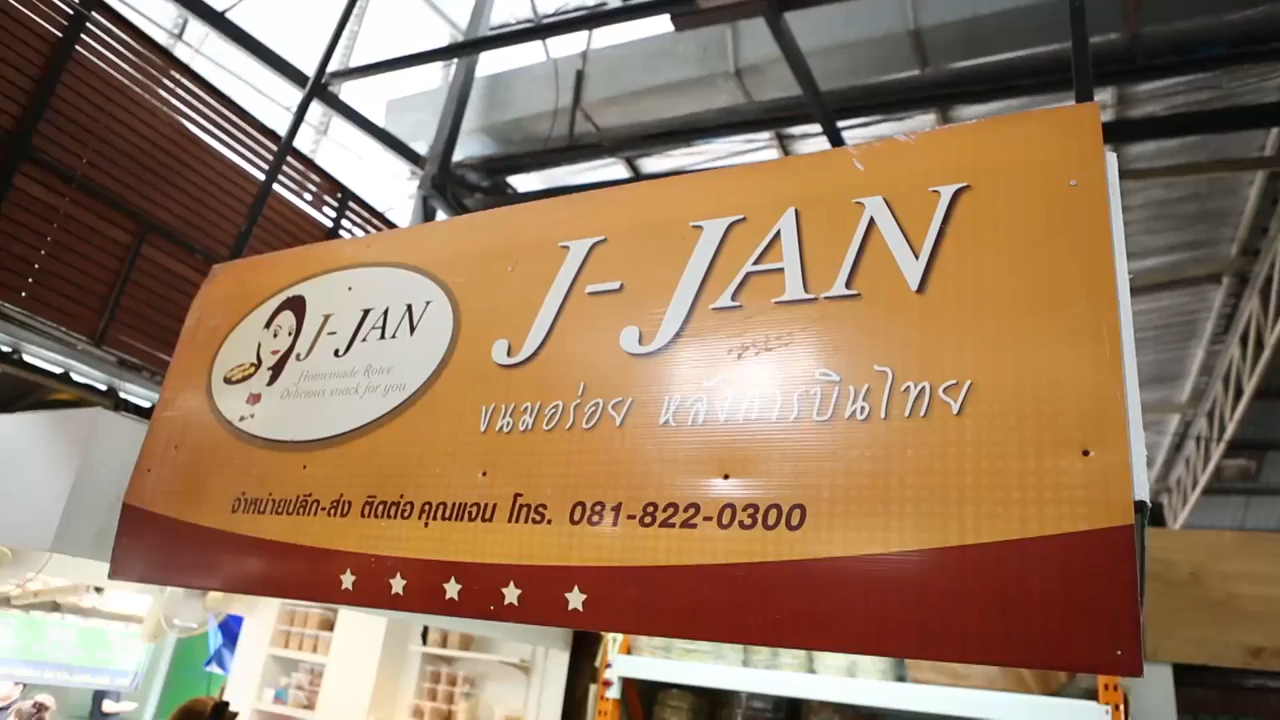 J-JAN
Homemade Rotee
Delicious snack for you
J-JAN
ขนมอร่อย หลังการบินไทย
จำหน่ายปลีก-ส่ง ติดต่อ คุณแจน โทร. 081-822-0300